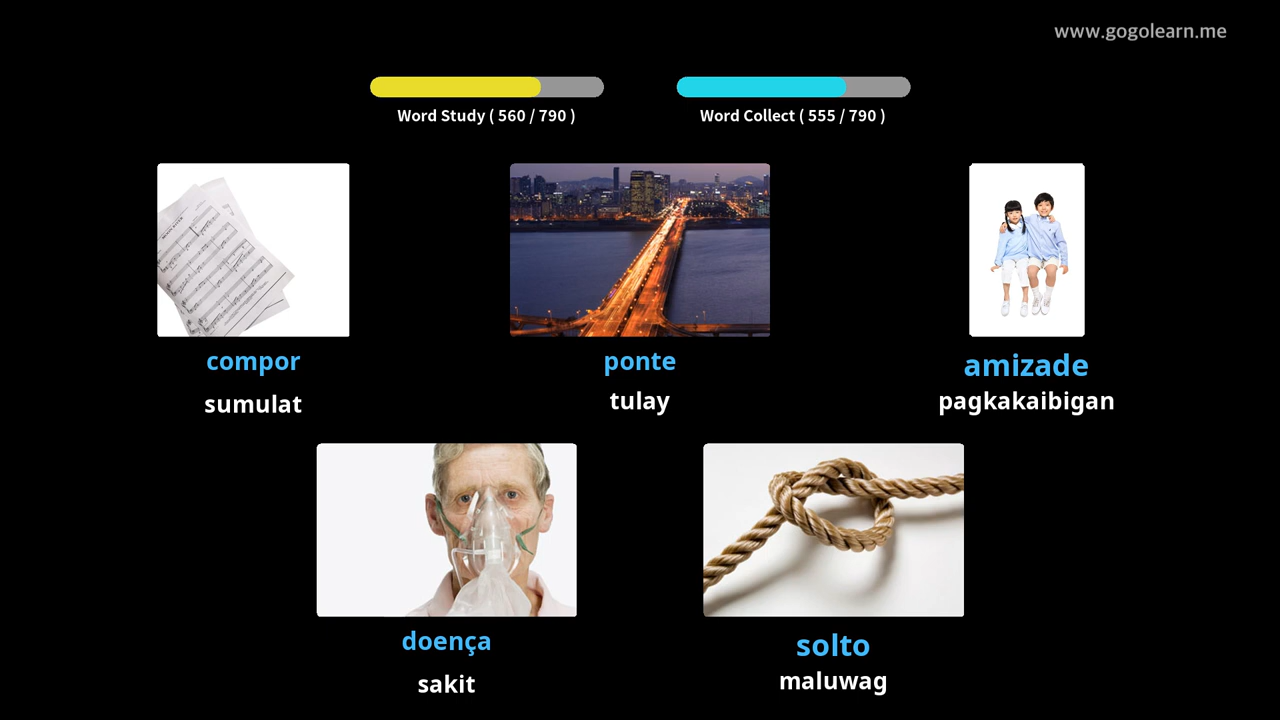 www.gogolearn.me
Word Study ( 560 / 790 )
Word Collect ( 555 / 790 )
compor
sumulat
ponte
tulay
amizade
pagkakaibigan
doença
sakit
solto
maluwag